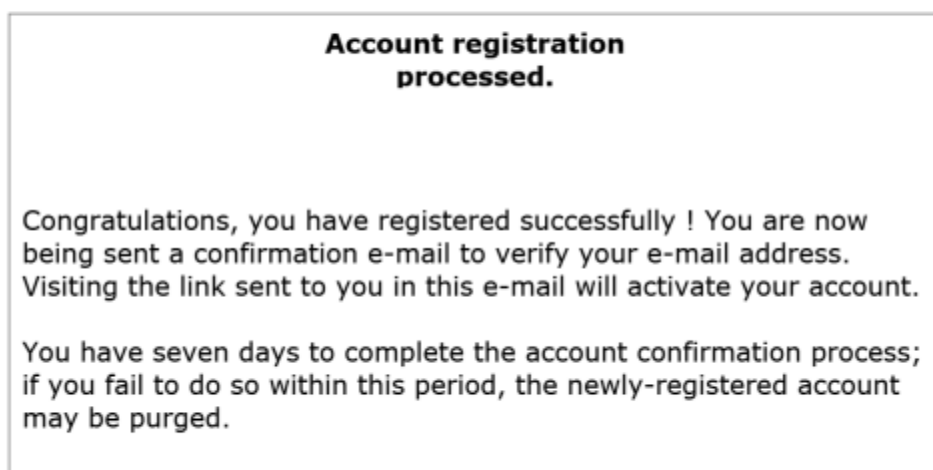 Account registration
processed.
Congratulations, you have registered successfully ! You are now
being sent a confirmation e-mail to verify your e-mail address.
Visiting the link sent to you in this e-mail will activate your account.
You have seven days to complete the account confirmation process;
if you fail to do so within this period, the newly-registered account
may be purged.